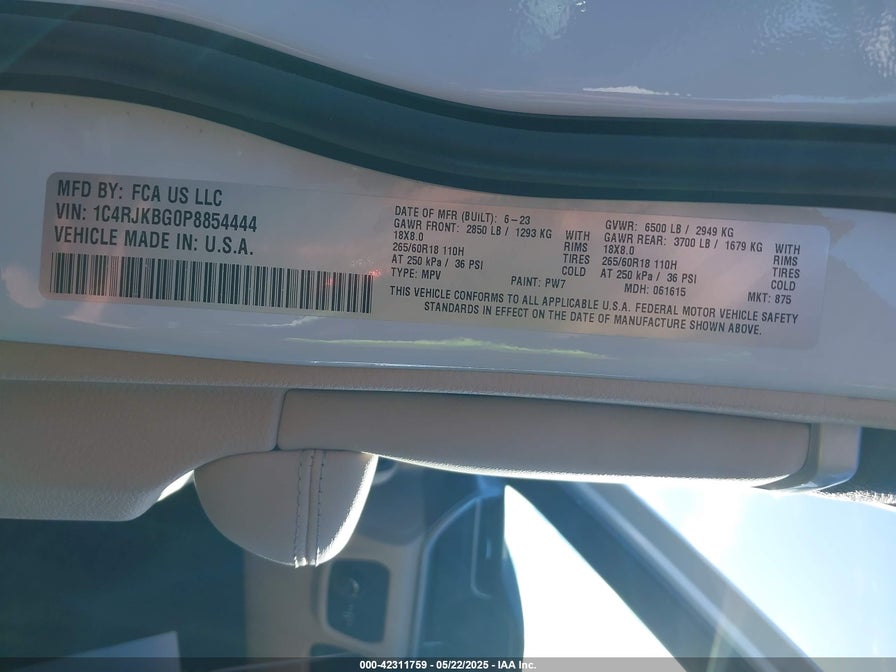 MFD BY: FCA US LLC
VIN: 1C4RJKBG0P8854444
VEHICLE MADE IN: U.S.A.
DATE OF MFR (BUILT): 6-23
GAWR FRONT: 2850 LB / 1293 KG WITH
18X8.0 RIMS
265/60R18 110H TIRES
AT 250 kPa / 36 PSI COLD
TYPE: MPV PAINT: PW7
GVWR: 6500 LB / 2949 KG
GAWR REAR: 3700 LB / 1679 KG WITH
18X8.0 RIMS
265/60R18 110H TIRES
AT 250 kPa / 36 PSI COLD
MDH: 061615 MKT: 875
THIS VEHICLE CONFORMS TO ALL APPLICABLE U.S.A. FEDERAL MOTOR VEHICLE SAFETY
STANDARDS IN EFFECT ON THE DATE OF MANUFACTURE SHOWN ABOVE.
000-42311759 - 05/22/2025 - IAA Inc.